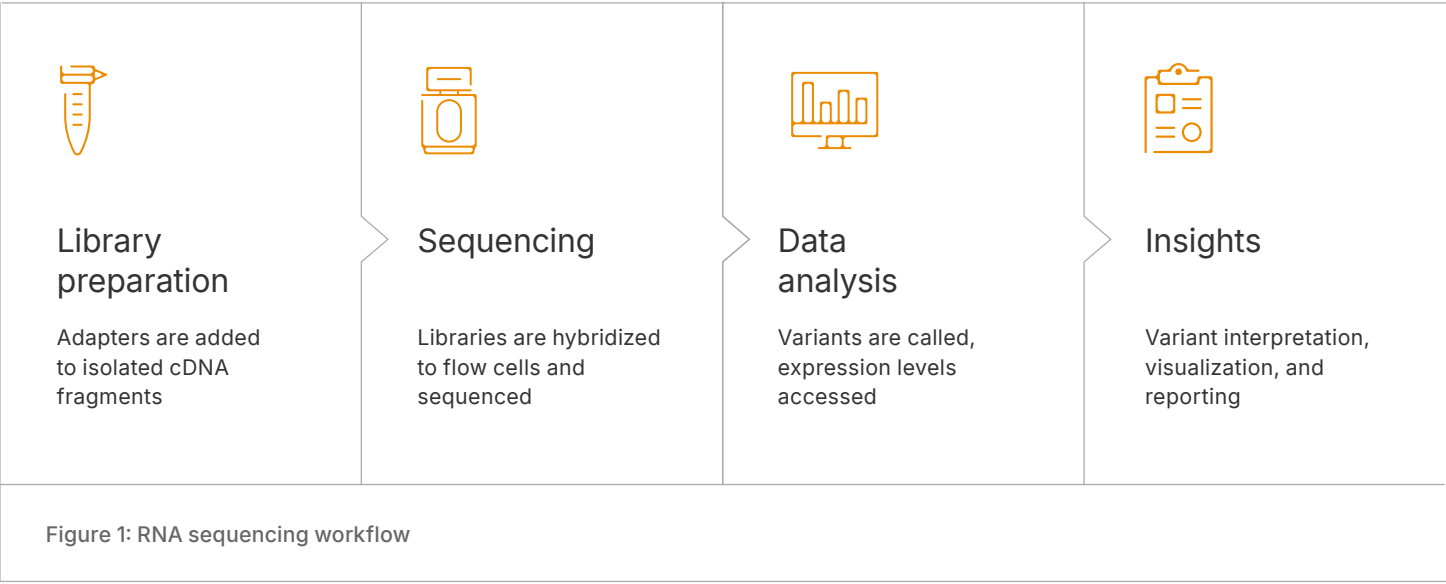 Library
preparation
Adapters are added
to isolated cDNA
fragments
Sequencing
Libraries are hybridized
to flow cells and
sequenced
Data
analysis
Variants are called,
expression levels
accessed
Insights
Variant interpretation,
visualization, and
reporting
Figure 1: RNA sequencing workflow